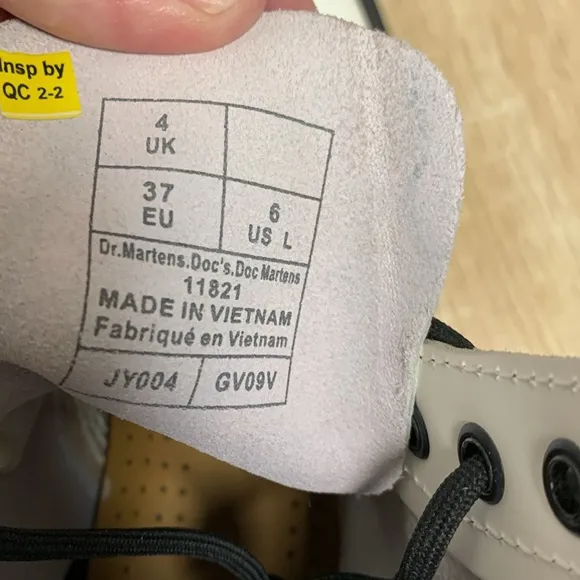 Insp by
QC 2-2
4
UK
37
EU
6
US L
Dr.Martens.Doc's.Doc Martens
11821
MADE IN VIETNAM
Fabriqué en Vietnam
JY004
GV09V